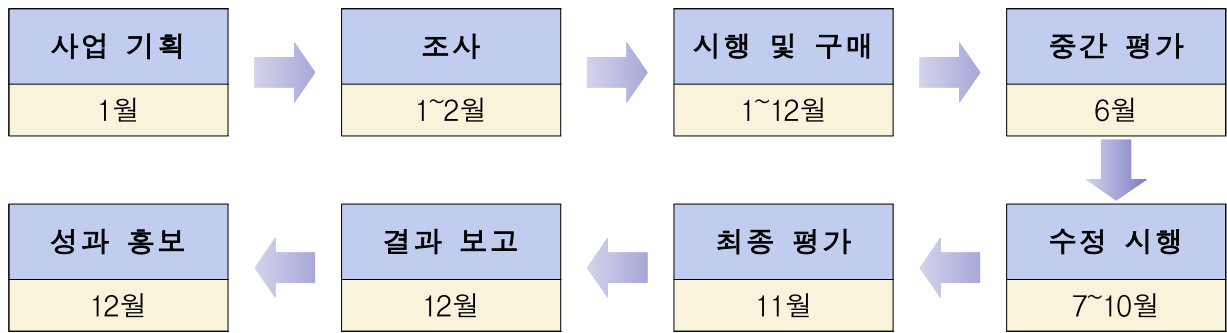 사업 기획
1월
조사
1~2월
시행 및 구매
1~12월
중간 평가
6월
수정 시행
7~10월
최종 평가
11월
결과 보고
12월
성과 홍보
12월